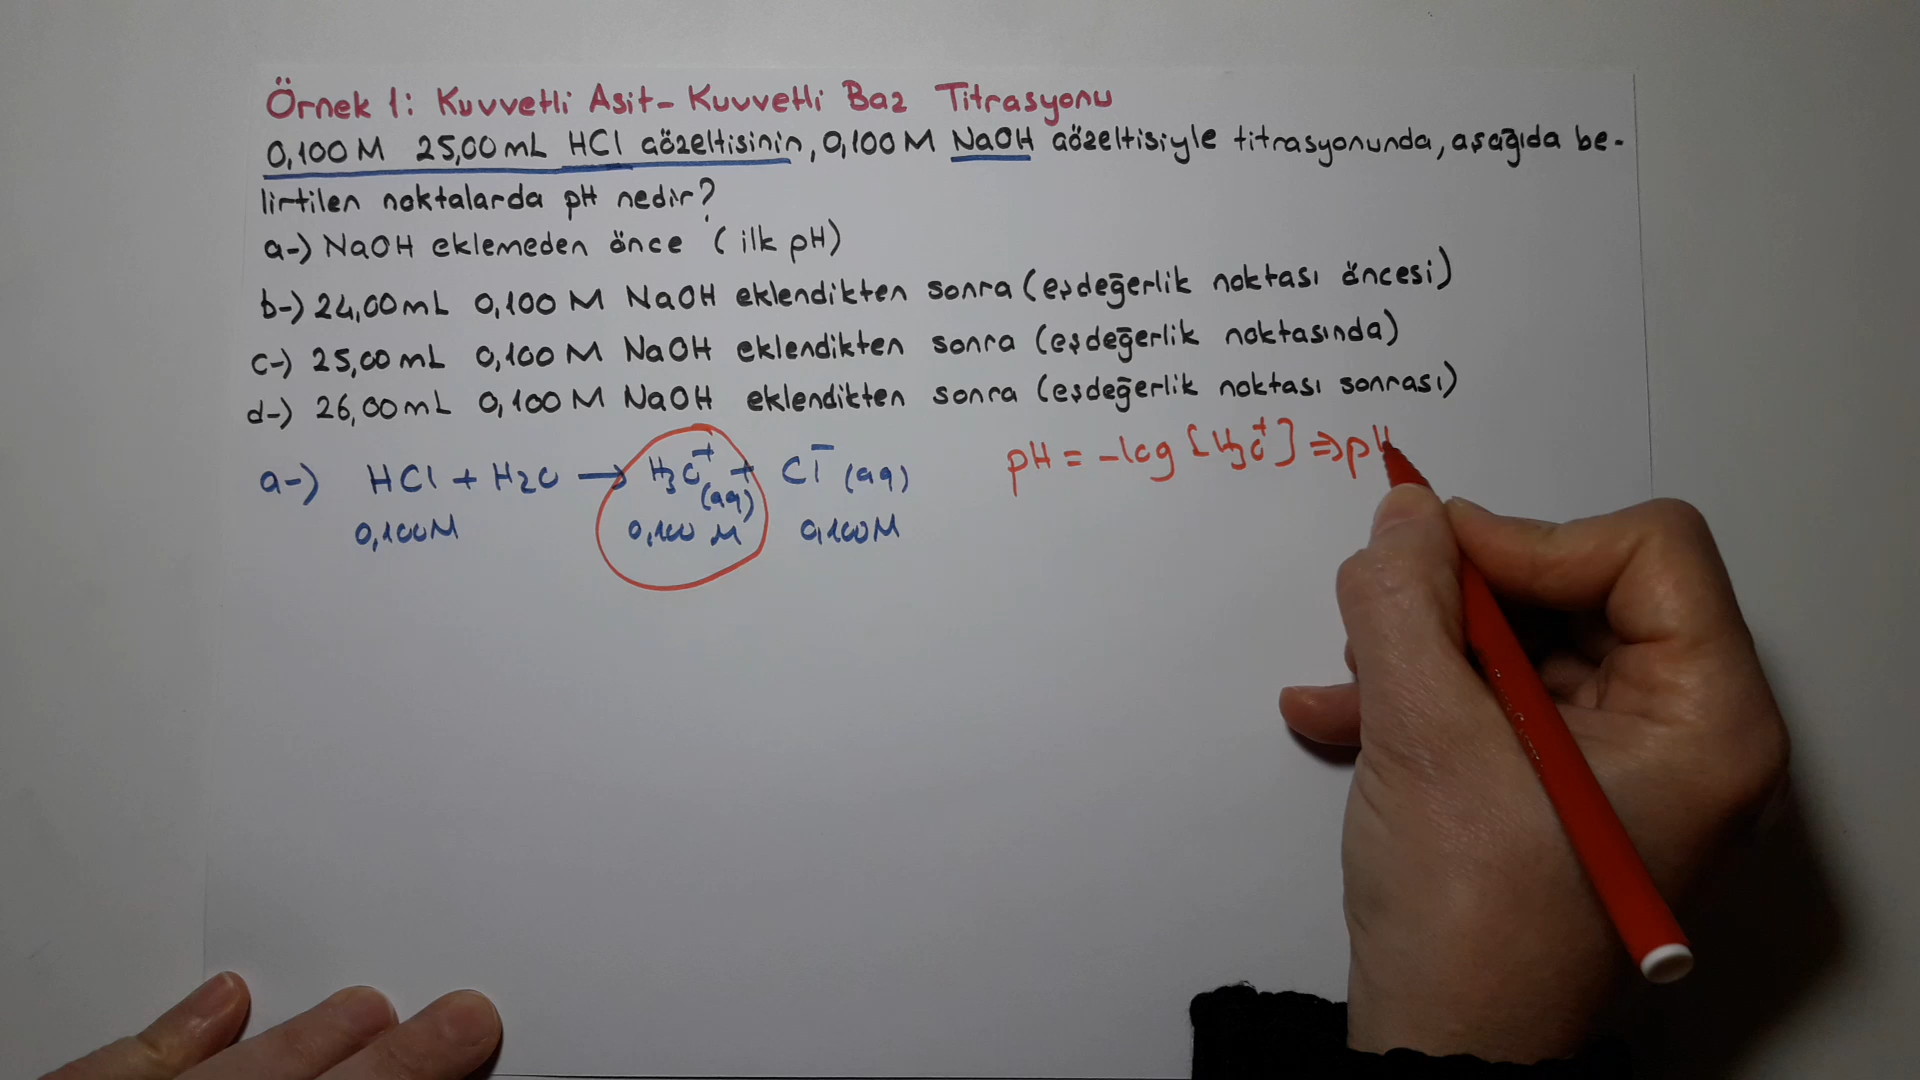 Örnek 1: Kuvvetli Asit-Kuvvetli Baz Titrasyonu
0,100 M 25,00 mL HCl çözeltisinin, 0,100 M NaOH çözeltisiyle titrasyonunda, aşağıda be-
lirtilen noktalarda pH nedir?
a-) NaOH eklemeden önce (ilk pH)
b-) 24,00 mL 0,100 M NaOH eklendikten sonra (eşdeğerlik noktası öncesi)
c-) 25,00 mL 0,100 M NaOH eklendikten sonra (eşdeğerlik noktasında)
d-) 26,00 mL 0,100 M NaOH eklendikten sonra (eşdeğerlik noktası sonrası)
a-) HCl + H2O → H3O⁺(aq) + Cl⁻(aq) pH = -log [H3O⁺] ⇒ pH
0,100M 0,100 M 0,100M